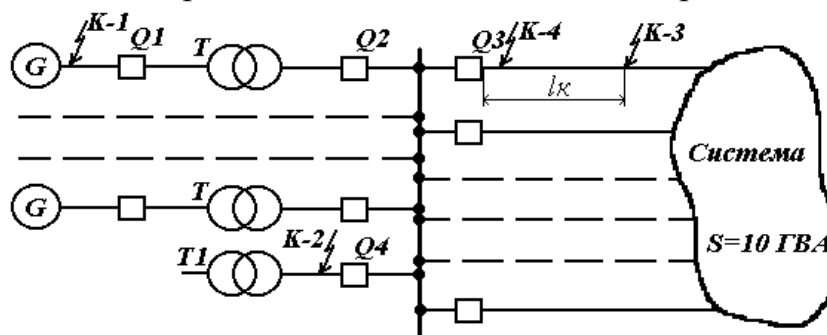 K-1 Q1 T Q2 Q3 K-4 K-3
G
lк
Система
G T
K-2 Q4 S=10 ГВА
T1